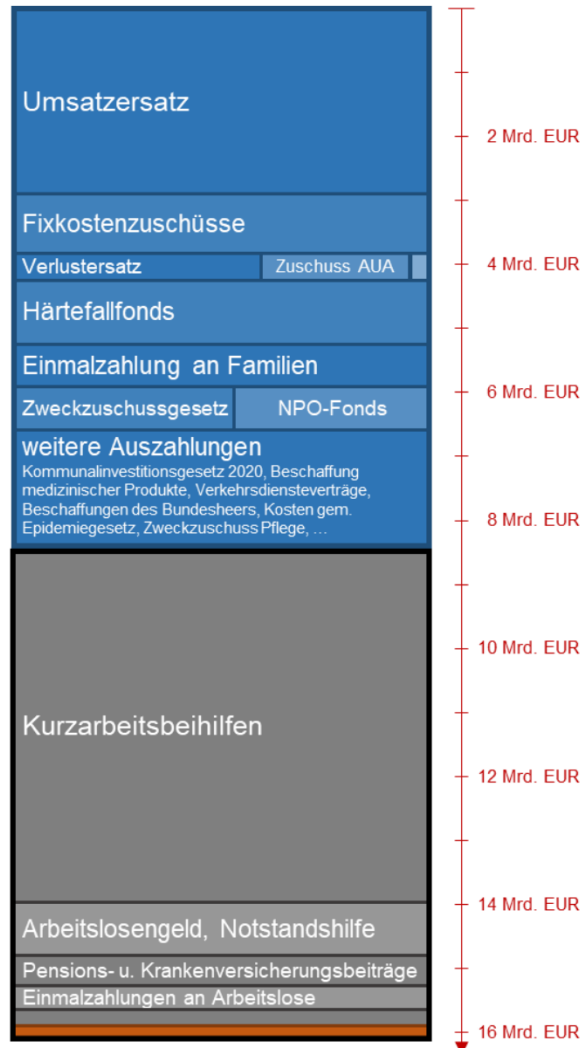 Umsatzersatz
2 Mrd. EUR
Fixkostenzuschüsse
Verlustersatz
Zuschuss AUA
4 Mrd. EUR
Härtefallfonds
Einmalzahlung an Familien
6 Mrd. EUR
Zweckzuschussgesetz
NPO-Fonds
weitere Auszahlungen
Kommunalinvestitionsgesetz 2020, Beschaffung
medizinischer Produkte, Verkehrsdiensteverträge,
Beschaffungen des Bundesheers, Kosten gem.
Epidemiegesetz, Zweckzuschuss Pflege, ...
8 Mrd. EUR
10 Mrd. EUR
Kurzarbeitsbeihilfen
12 Mrd. EUR
14 Mrd. EUR
Arbeitslosengeld, Notstandshilfe
Pensions- u. Krankenversicherungsbeiträge
Einmalzahlungen an Arbeitslose
16 Mrd. EUR